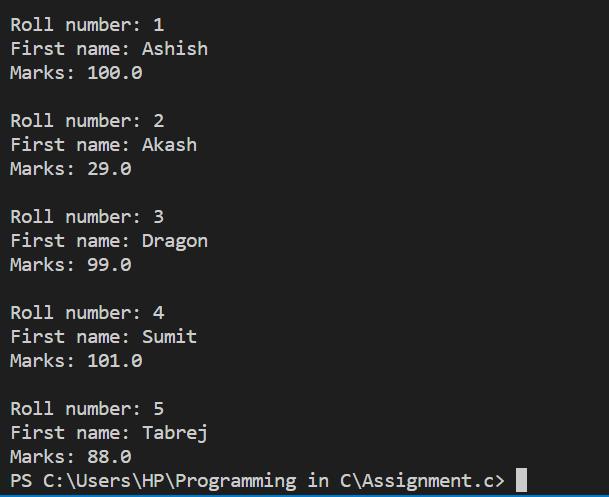 Roll number: 1
First name: Ashish
Marks: 100.0
Roll number: 2
First name: Akash
Marks: 29.0
Roll number: 3
First name: Dragon
Marks: 99.0
Roll number: 4
First name: Sumit
Marks: 101.0
Roll number: 5
First name: Tabrej
Marks: 88.0
PS C:\Users\HP\Programming in C\Assignment.c>